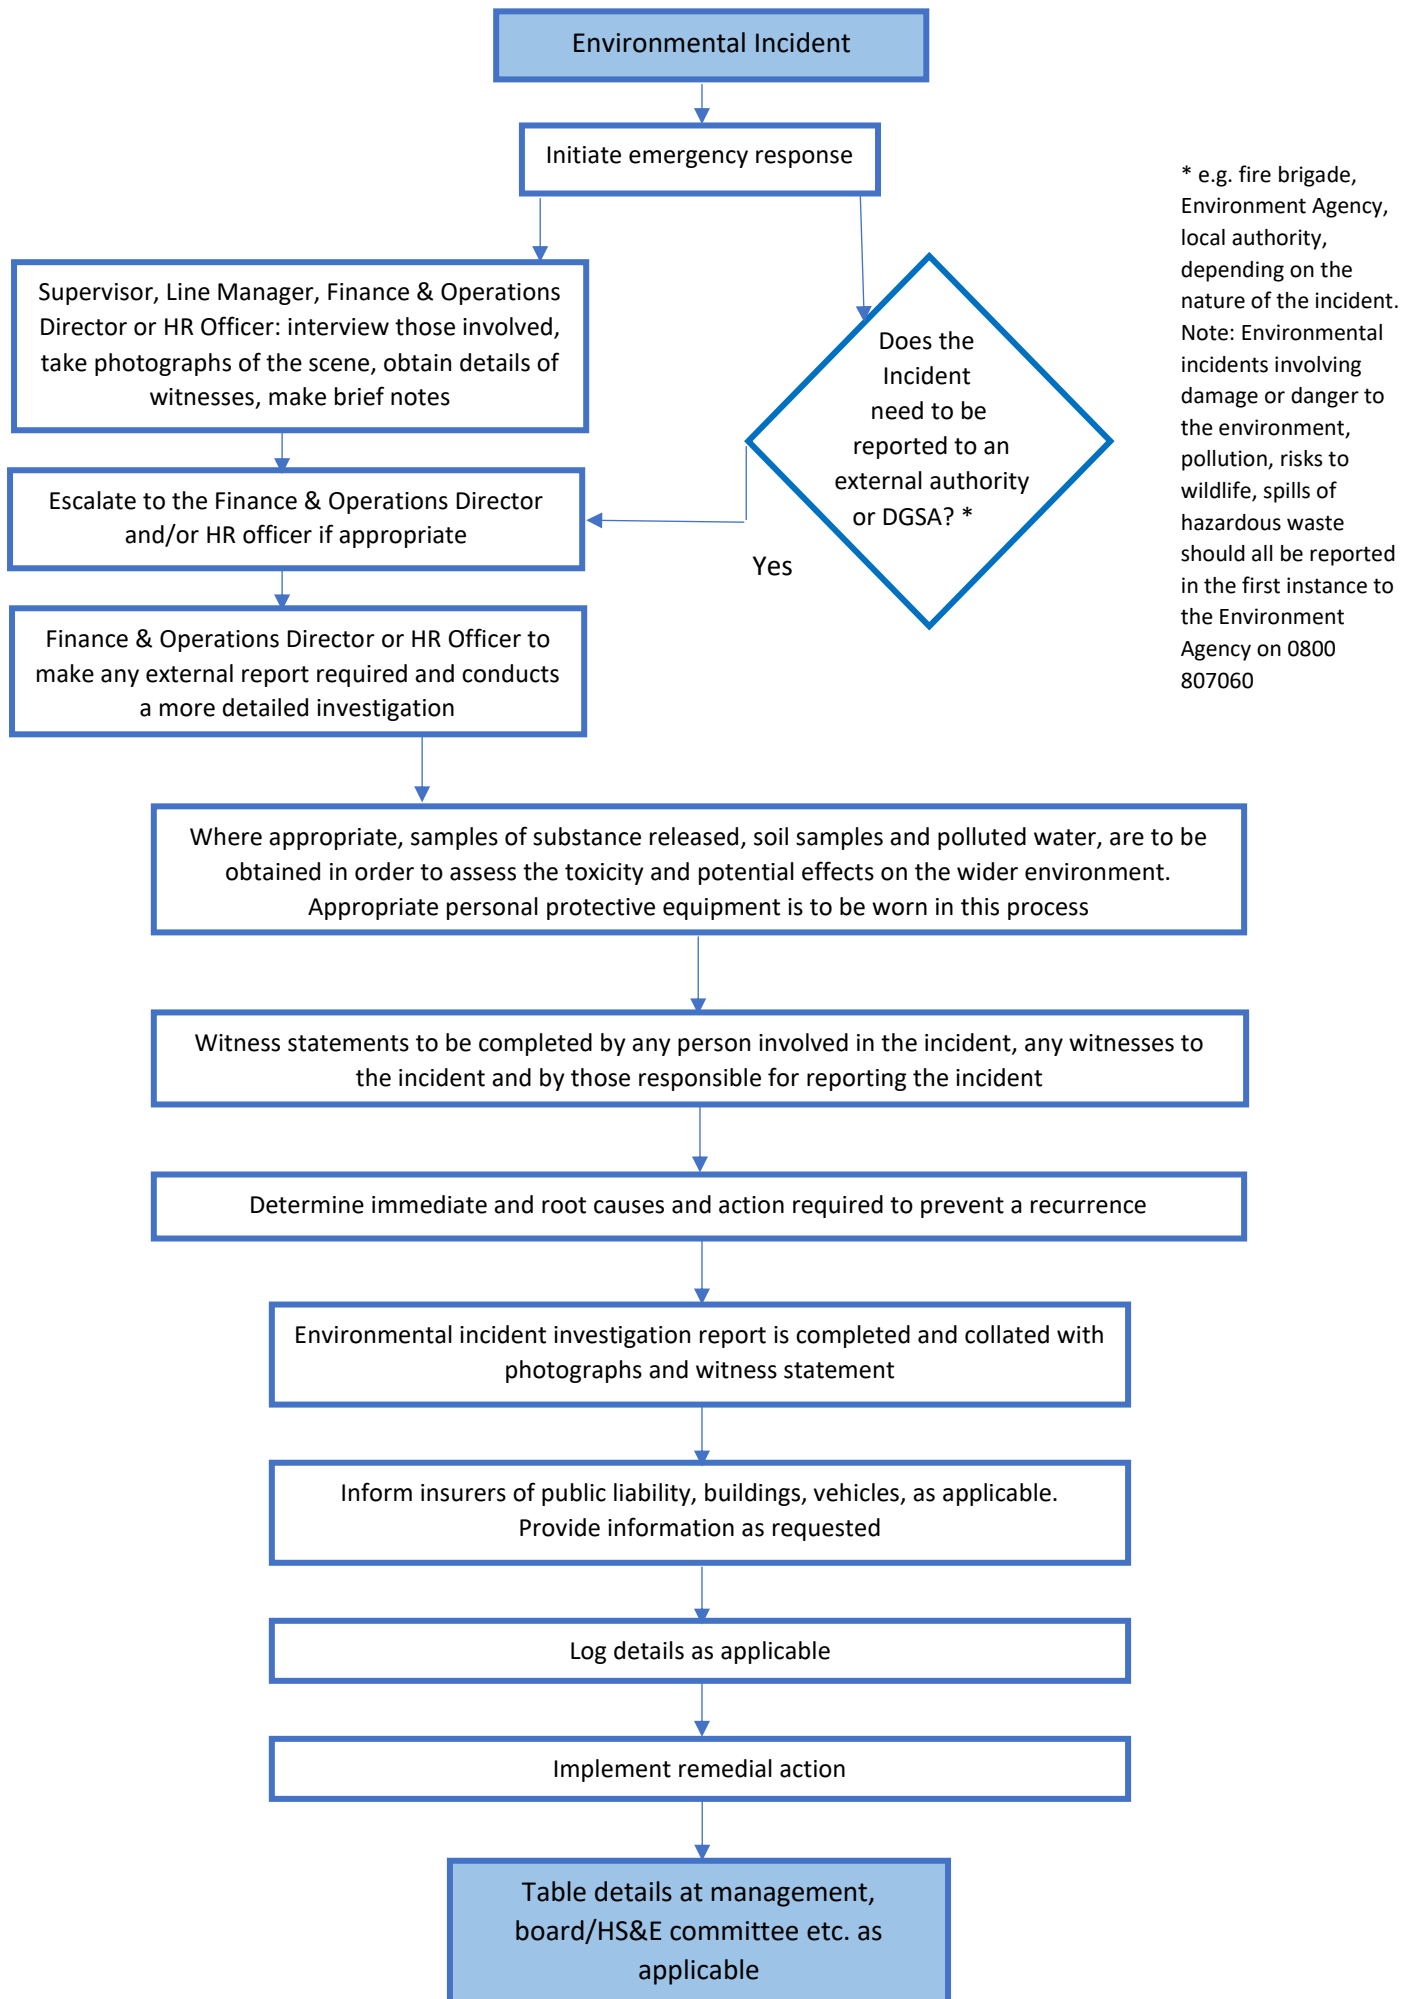 Environmental Incident
Initiate emergency response
* e.g. fire brigade,
Environment Agency,
local authority,
depending on the
nature of the incident.
Note: Environmental
incidents involving
damage or danger to
the environment,
pollution, risks to
wildlife, spills of
hazardous waste
should all be reported
in the first instance to
the Environment
Agency on 0800
807060
Supervisor, Line Manager, Finance & Operations
Director or HR Officer: interview those involved,
take photographs of the scene, obtain details of
witnesses, make brief notes
Does the
Incident
need to be
reported to an
external authority
or DGSA? *
Yes
Escalate to the Finance & Operations Director
and/or HR officer if appropriate
Finance & Operations Director or HR Officer to
make any external report required and conducts
a more detailed investigation
Where appropriate, samples of substance released, soil samples and polluted water, are to be
obtained in order to assess the toxicity and potential effects on the wider environment.
Appropriate personal protective equipment is to be worn in this process
Witness statements to be completed by any person involved in the incident, any witnesses to
the incident and by those responsible for reporting the incident
Determine immediate and root causes and action required to prevent a recurrence
Environmental incident investigation report is completed and collated with
photographs and witness statement
Inform insurers of public liability, buildings, vehicles, as applicable.
Provide information as requested
Log details as applicable
Implement remedial action
Table details at management,
board/HS&E committee etc. as
applicable